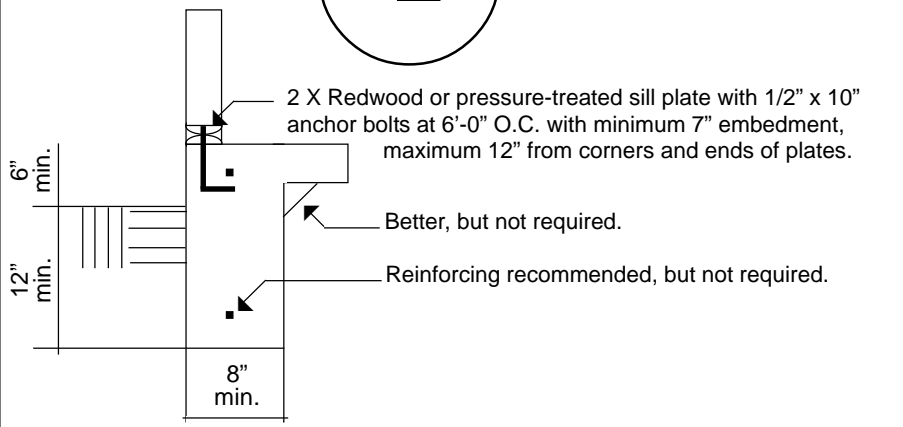 2 X Redwood or pressure-treated sill plate with 1/2” x 10”
anchor bolts at 6’-0” O.C. with minimum 7” embedment,
maximum 12” from corners and ends of plates.
6”
min.
Better, but not required.
12”
min.
Reinforcing recommended, but not required.
8”
min.